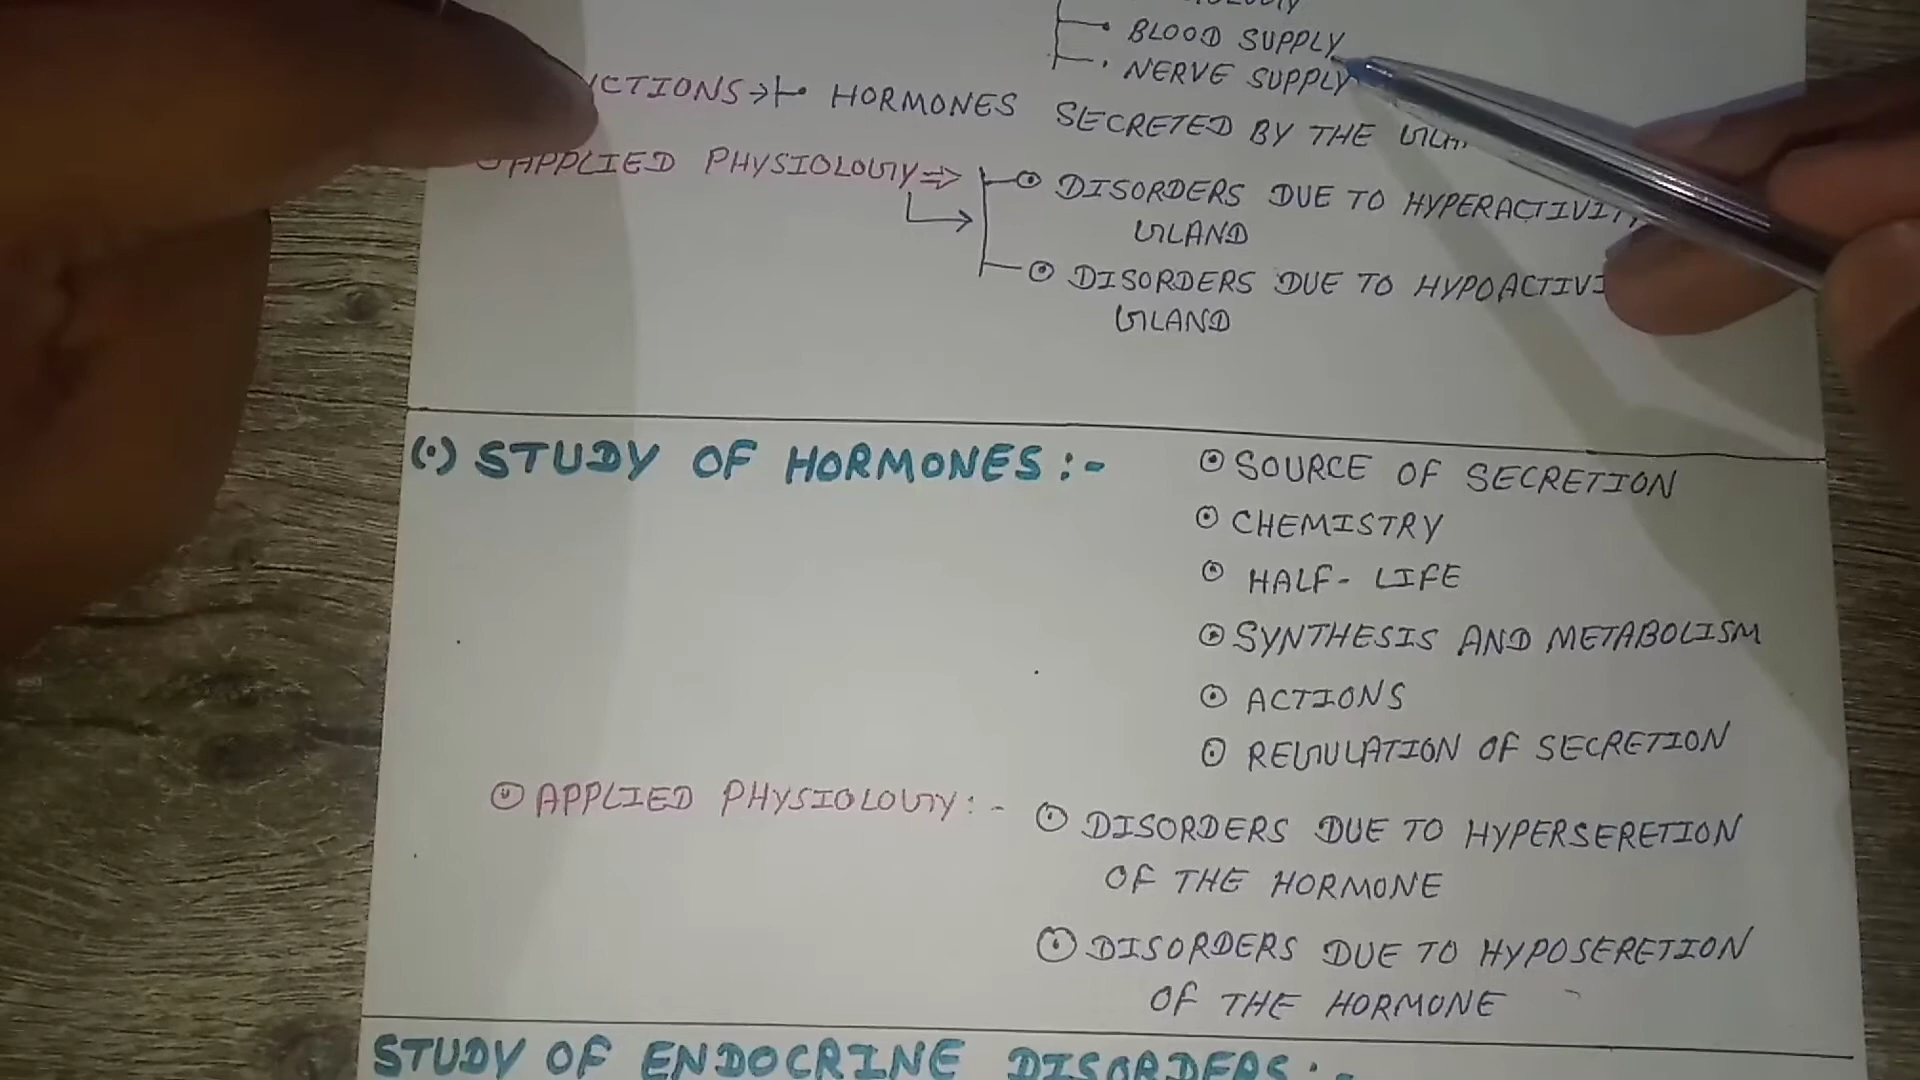 BLOOD SUPPLY
NERVE SUPPLY
HORMONES SECRETED BY THE
APPLIED PHYSIOLOGY
DISORDERS DUE TO HYPERACTIVITY
GLAND
DISORDERS DUE TO
GLAND
(•) STUDY OF HORMONES:-
SOURCE OF SECRETION
CHEMISTRY
HALF-LIFE
SYNTHESIS AND METABOLISM
ACTIONS
REGULATION OF SECRETION
APPLIED PHYSIOLOGY:-
DISORDERS DUE TO HYPERSERETION
OF THE HORMONE
DISORDERS DUE TO HYPOSERETION
OF THE HORMONE
STUDY OF ENDOCRINE DISORDERS:-